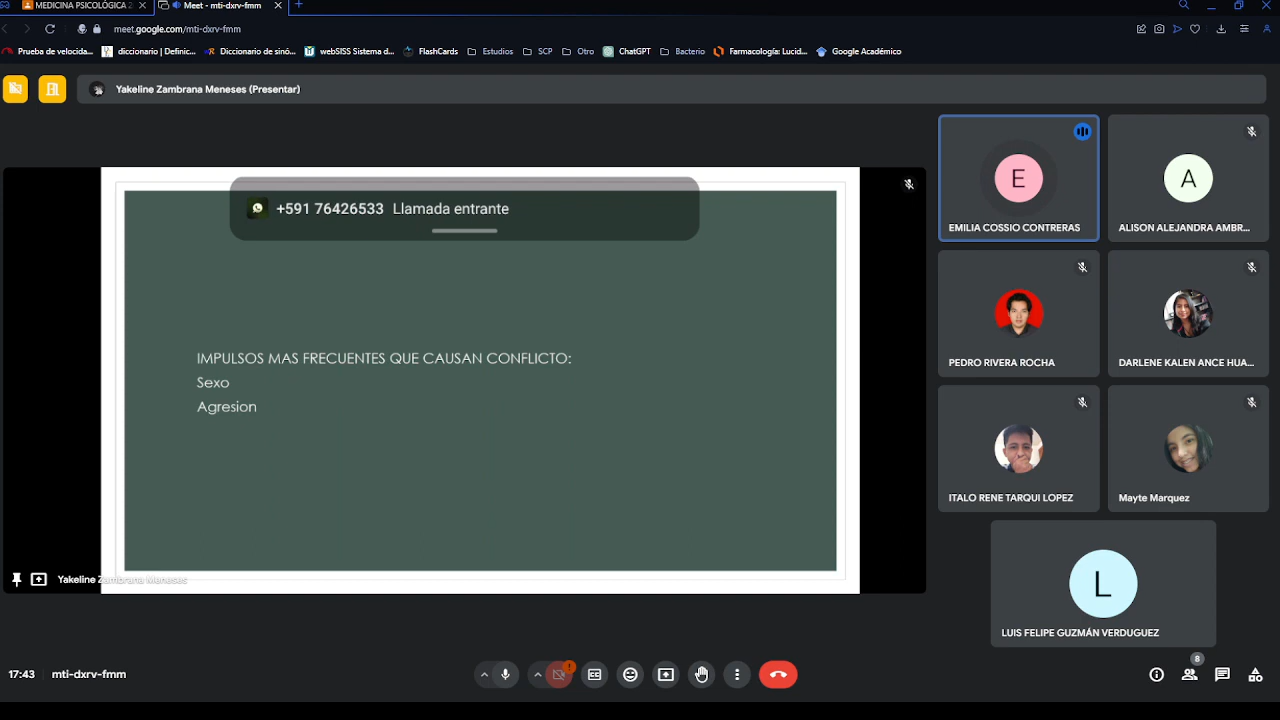 MEDICINA PSICOLÓGICA 2
Meet - mti-dxrv-fmm
meet.google.com/mti-dxrv-fmm
Prueba de velocida...
diccionario | Definic...
Diccionario de sinó...
webSISS Sistema d...
FlashCards
Estudios
SCP
Otro
ChatGPT
Bacterio
Farmacología: Lucid...
Google Académico
Yakeline Zambrana Meneses (Presentar)
+591 76426533 Llamada entrante
IMPULSOS MAS FRECUENTES QUE CAUSAN CONFLICTO:
Sexo
Agresion
Yakeline Zambrana Meneses
E
EMILIA COSSIO CONTRERAS
A
ALISON ALEJANDRA AMBR...
PEDRO RIVERA ROCHA
DARLENE KALEN ANCE HUA...
ITALO RENE TARQUI LOPEZ
Mayte Marquez
L
LUIS FELIPE GUZMÁN VERDUGUEZ
17:43
mti-dxrv-fmm
8